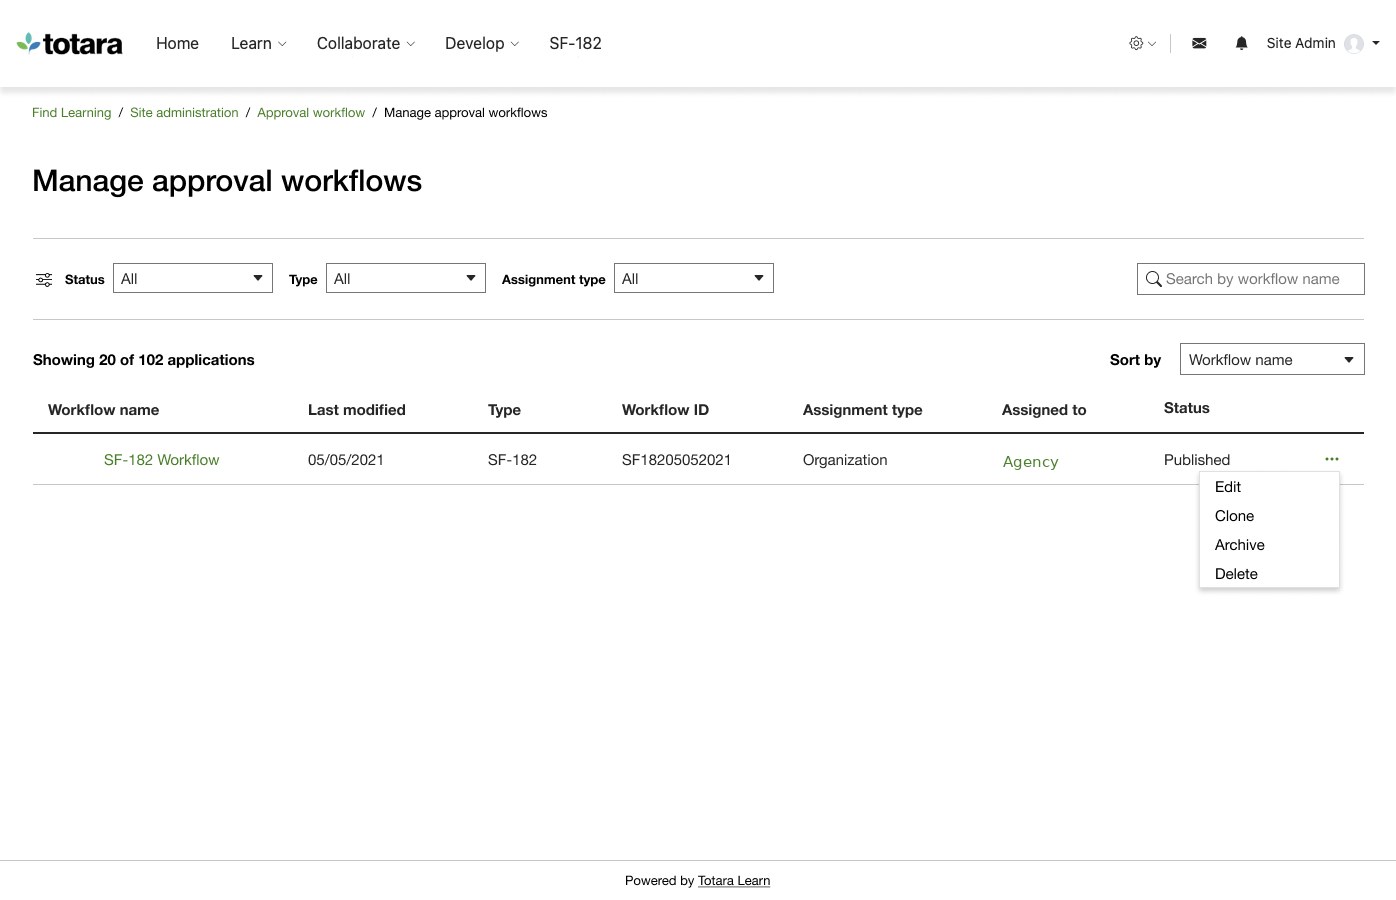 totara Home Learn Collaborate Develop SF-182 Site Admin
Find Learning / Site administration / Approval workflow / Manage approval workflows
Manage approval workflows
Status All Type All Assignment type All Search by workflow name
Showing 20 of 102 applications Sort by Workflow name
Workflow name Last modified Type Workflow ID Assignment type Assigned to Status
SF-182 Workflow 05/05/2021 SF-182 SF18205052021 Organization Agency Published
Edit
Clone
Archive
Delete
Powered by Totara Learn